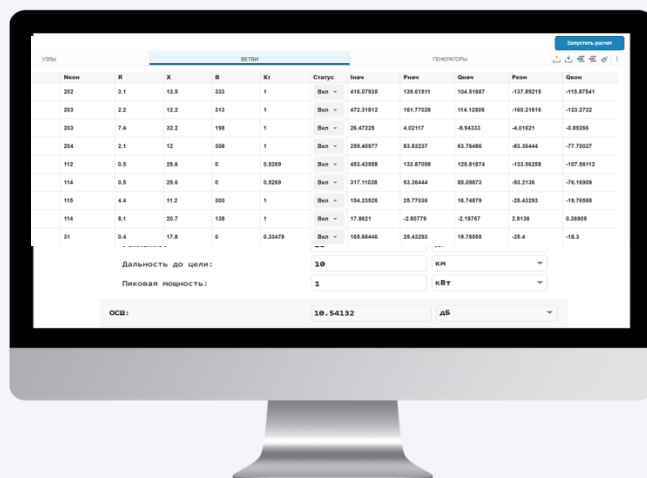 Запустить расчет
УЗЛЫ ВЕТВИ ГЕНЕРАТОРЫ
Nкон R X B Кт Статус Iнач Pнач Qнач Pкон Qкон
202 3.1 13.5 333 1 Вкл 416.07935 139.61511 104.51687 -137.89215 -115.87541
203 2.2 12.2 313 1 Вкл 472.31812 161.77026 114.12506 -160.21616 -123.2722
203 7.4 32.2 198 1 Вкл 26.47225 4.02117 -9.94333 -4.01621 -0.89266
204 2.1 12 308 1 Вкл 259.40977 83.83237 63.76486 -83.36444 -77.70027
112 0.5 29.6 0 0.5269 Вкл 453.43558 133.87098 125.81874 -133.56256 -107.56112
114 0.5 29.6 0 0.5269 Вкл 317.11035 93.36444 85.09873 -93.2136 -76.16909
115 4.4 11.2 300 1 Вкл 154.23526 25.77036 16.74879 -25.43293 -19.76555
114 8.1 20.7 138 1 Вкл 17.8621 -2.80779 -2.18767 2.8136 0.36909
31 0.4 17.8 0 0.33478 Вкл 168.66446 25.43293 19.76555 -25.4 -18.3
Дальность до цели: 10 км
Пиковая мощность: 1 кВт
ОСШ: 10.54132 дБ